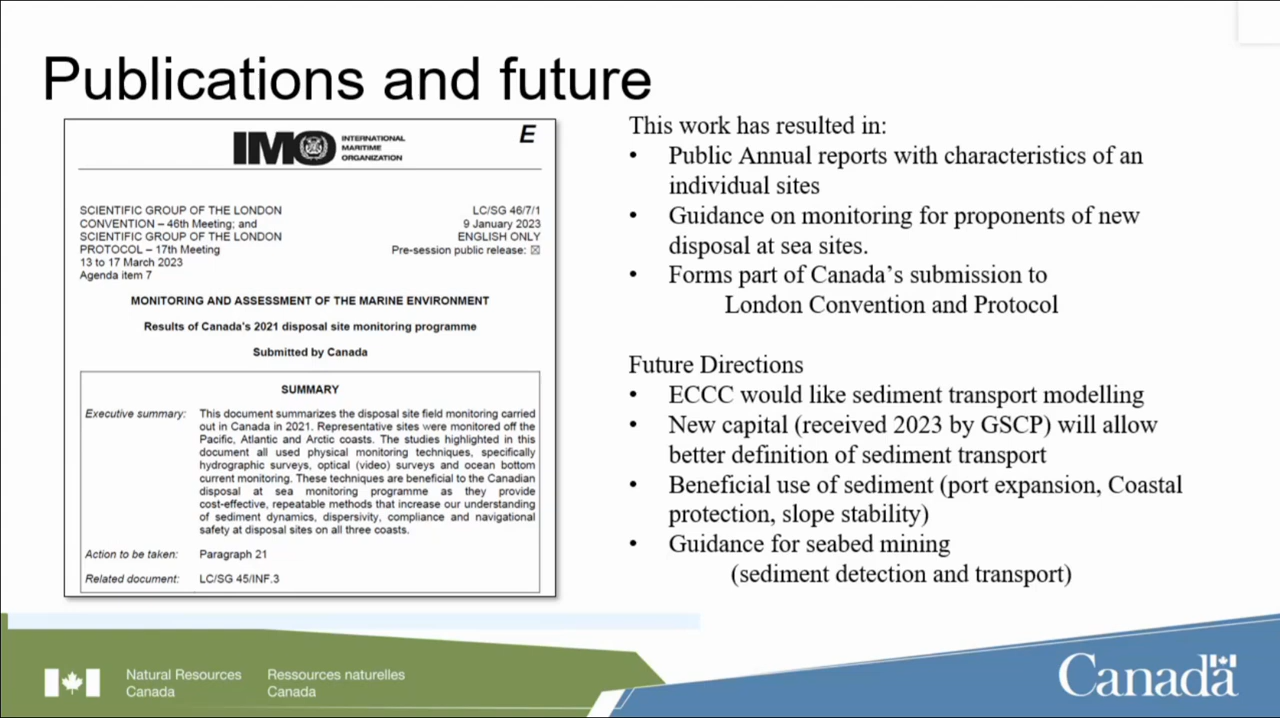 Publications and future
IMO
INTERNATIONAL
MARITIME
ORGANIZATION
E
SCIENTIFIC GROUP OF THE LONDON
CONVENTION – 46th Meeting; and
SCIENTIFIC GROUP OF THE LONDON
PROTOCOL – 17th Meeting
13 to 17 March 2023
Agenda item 7
LC/SG 46/7/1
9 January 2023
ENGLISH ONLY
Pre-session public release: ☒
MONITORING AND ASSESSMENT OF THE MARINE ENVIRONMENT
Results of Canada's 2021 disposal site monitoring programme
Submitted by Canada
SUMMARY
Executive summary: This document summarizes the disposal site field monitoring carried
out in Canada in 2021. Representative sites were monitored off the
Pacific, Atlantic and Arctic coasts. The studies highlighted in this
document all used physical monitoring techniques, specifically
hydrographic surveys, optical (video) surveys and ocean bottom
current monitoring. These techniques are beneficial to the Canadian
disposal at sea monitoring programme as they provide
cost-effective, repeatable methods that increase our understanding
of sediment dynamics, dispersivity, compliance and navigational
safety at disposal sites on all three coasts.
Action to be taken: Paragraph 21
Related document: LC/SG 45/INF.3
This work has resulted in:
• Public Annual reports with characteristics of an
individual sites
• Guidance on monitoring for proponents of new
disposal at sea sites.
• Forms part of Canada's submission to
London Convention and Protocol
Future Directions
• ECCC would like sediment transport modelling
• New capital (received 2023 by GSCP) will allow
better definition of sediment transport
• Beneficial use of sediment (port expansion, Coastal
protection, slope stability)
• Guidance for seabed mining
(sediment detection and transport)
Natural Resources
Canada
Ressources naturelles
Canada
Canada